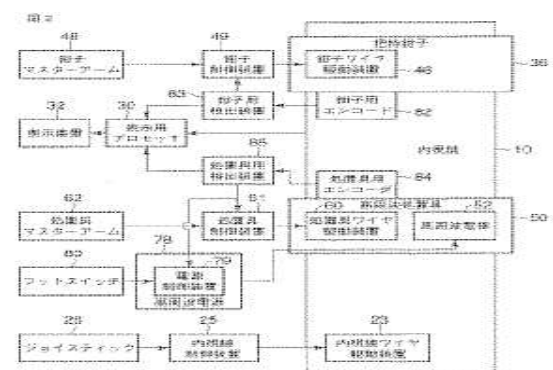 図2
48
49
鉗子
マスターアーム
鉗子
制御装置
把持鉗子
鉗子ワイヤ
駆動装置
46
36
83
鉗子用
検出装置
鉗子用
エンコーダ
82
32
30
表示用
プロセッサ
内視鏡
10
85
処置具用
検出装置
処置具用
エンコーダ
84
62
処置具
マスターアーム
61
処置具
制御装置
高周波処置具
60
処置具ワイヤ
駆動装置
52
50
80
フットスイッチ
78
79
電源
制御装置
高周波電源
26
ジョイスティック
25
内視鏡
制御装置
23
内視鏡ワイヤ
駆動装置